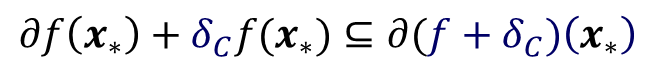 ∂f(𝒙∗) + δ_C f(𝒙∗) ⊆ ∂(f + δ_C)(𝒙∗)